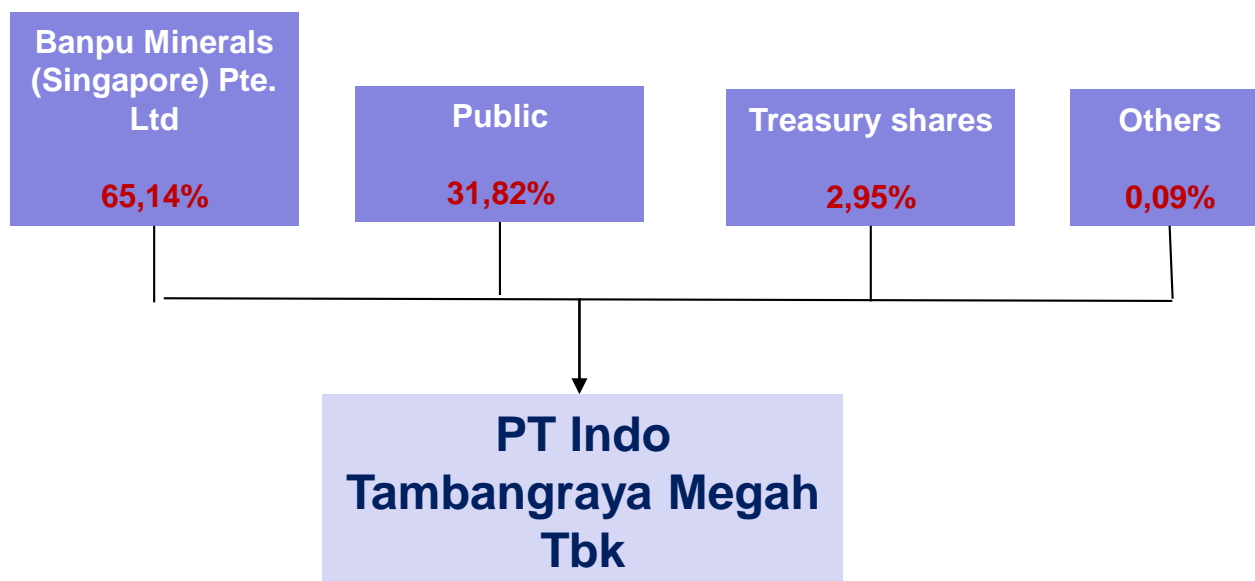 Banpu Minerals
(Singapore) Pte.
Ltd
65,14%
Public
31,82%
Treasury shares
2,95%
Others
0,09%
PT Indo
Tambangraya Megah
Tbk